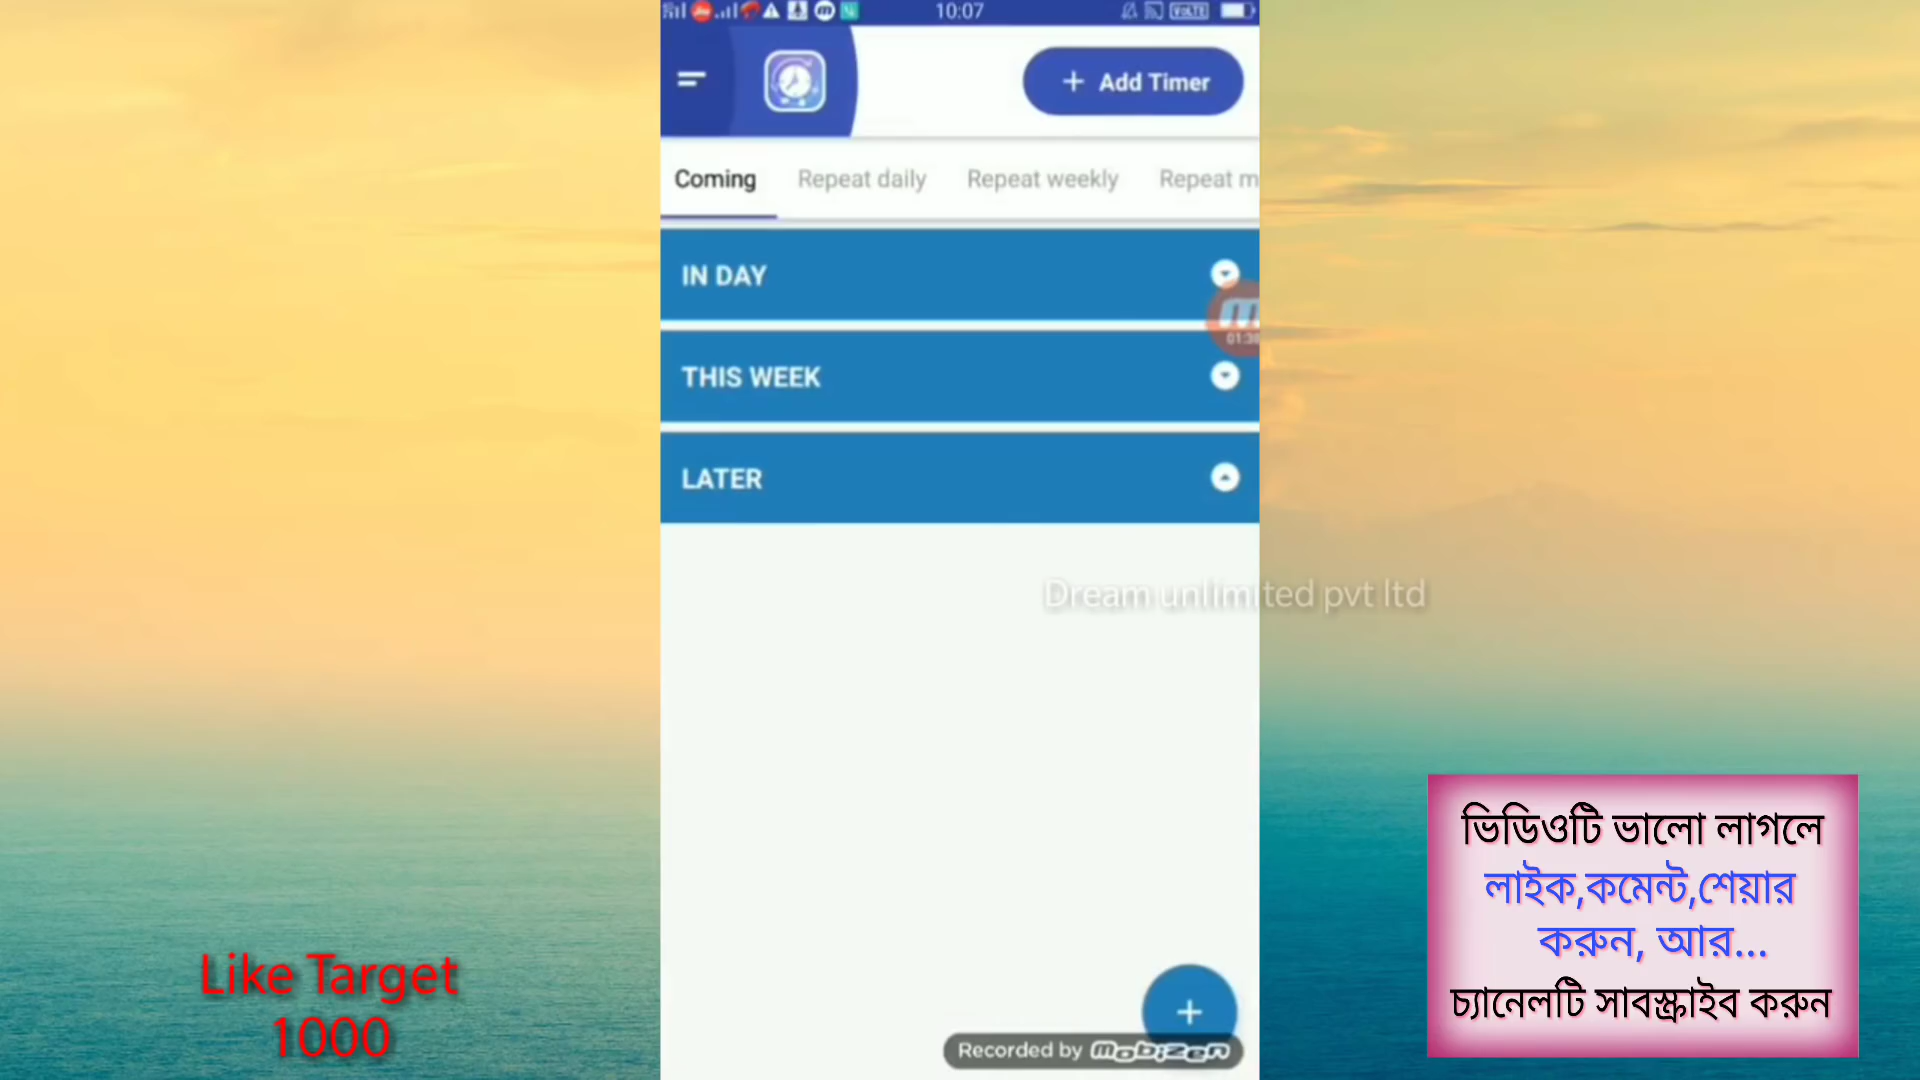 10:07
VOLTE
+ Add Timer
Coming Repeat daily Repeat weekly Repeat m
IN DAY
THIS WEEK
LATER
Dream unlimited pvt ltd
ভিডিওটি ভালো লাগলে
লাইক,কমেন্ট,শেয়ার
করুন, আর...
চ্যানেলটি সাবস্ক্রাইব করুন
Like Target
1000
Recorded by mobizen